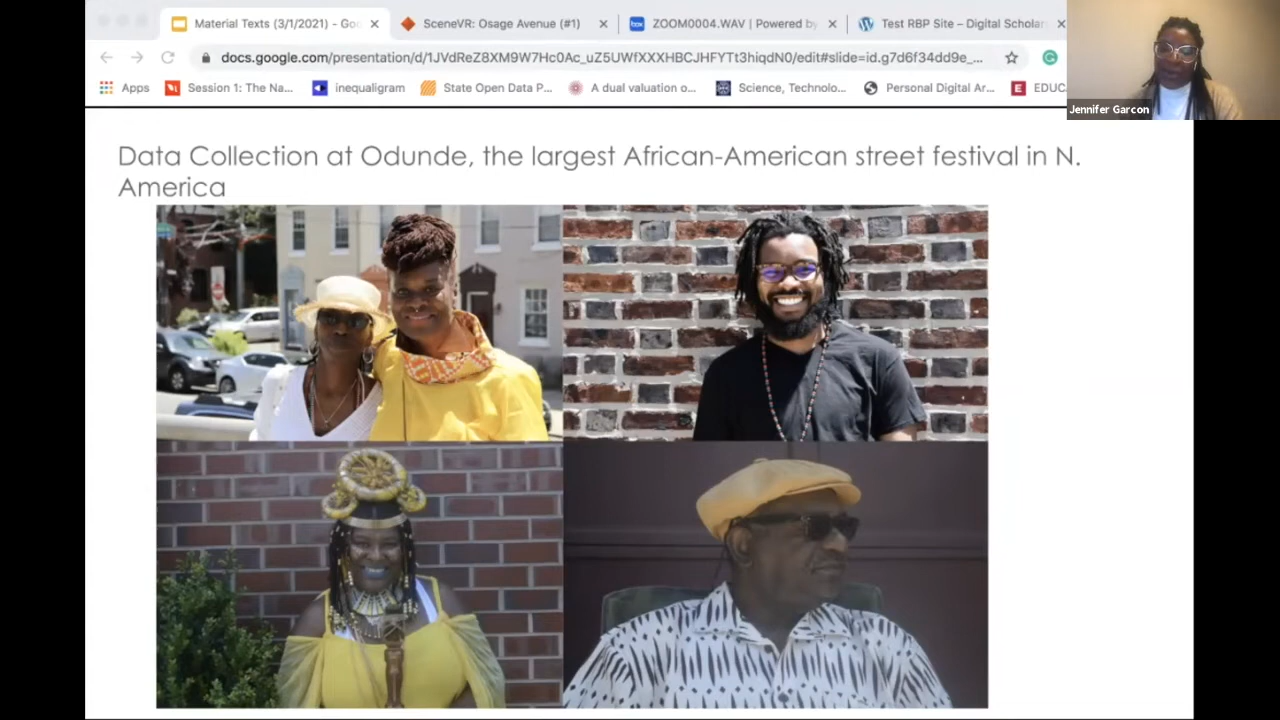 Material Texts (3/1/2021) - Goo
SceneVR: Osage Avenue (#1)
ZOOM0004.WAV | Powered by
Test RBP Site – Digital Scholar
docs.google.com/presentation/d/1JVdReZ8XM9W7Hc0Ac_uZ5UWfXXXHBCJHFYTt3hiqdN0/edit#slide=id.g7d6f34dd9e_...
Apps
Session 1: The Na...
inequaligram
State Open Data P...
A dual valuation o...
Science, Technolo...
Personal Digital Ar...
EDUC
Jennifer Garcon
Data Collection at Odunde, the largest African-American street festival in N.
America